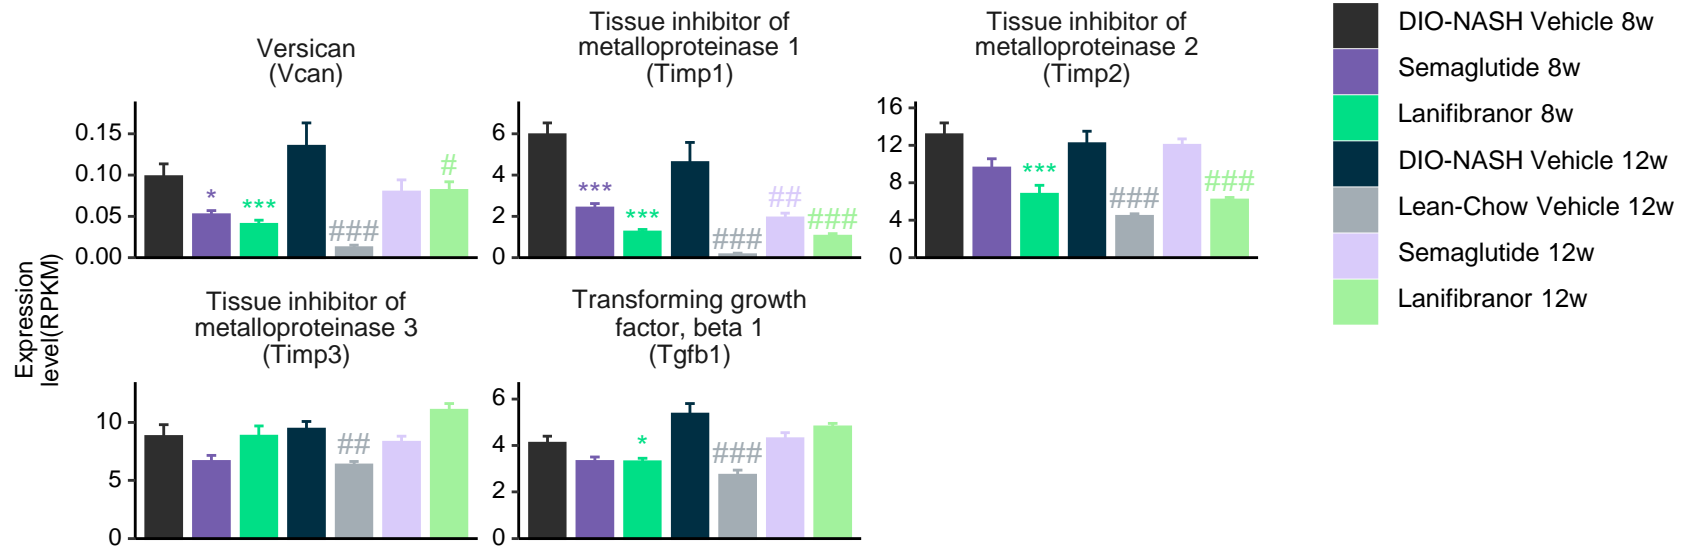 Versican
(Vcan)
0.15
0.10
0.05
0.00
*
***
###
#
Tissue inhibitor of
metalloproteinase 1
(Timp1)
6
4
2
0
***
***
###
##
###
Tissue inhibitor of
metalloproteinase 2
(Timp2)
16
12
8
4
0
***
###
###
DIO-NASH Vehicle 8w
Semaglutide 8w
Lanifibranor 8w
DIO-NASH Vehicle 12w
Lean-Chow Vehicle 12w
Semaglutide 12w
Lanifibranor 12w
Expression
level(RPKM)
Tissue inhibitor of
metalloproteinase 3
(Timp3)
10
5
0
##
Transforming growth
factor, beta 1
(Tgfb1)
6
4
2
0
*
###